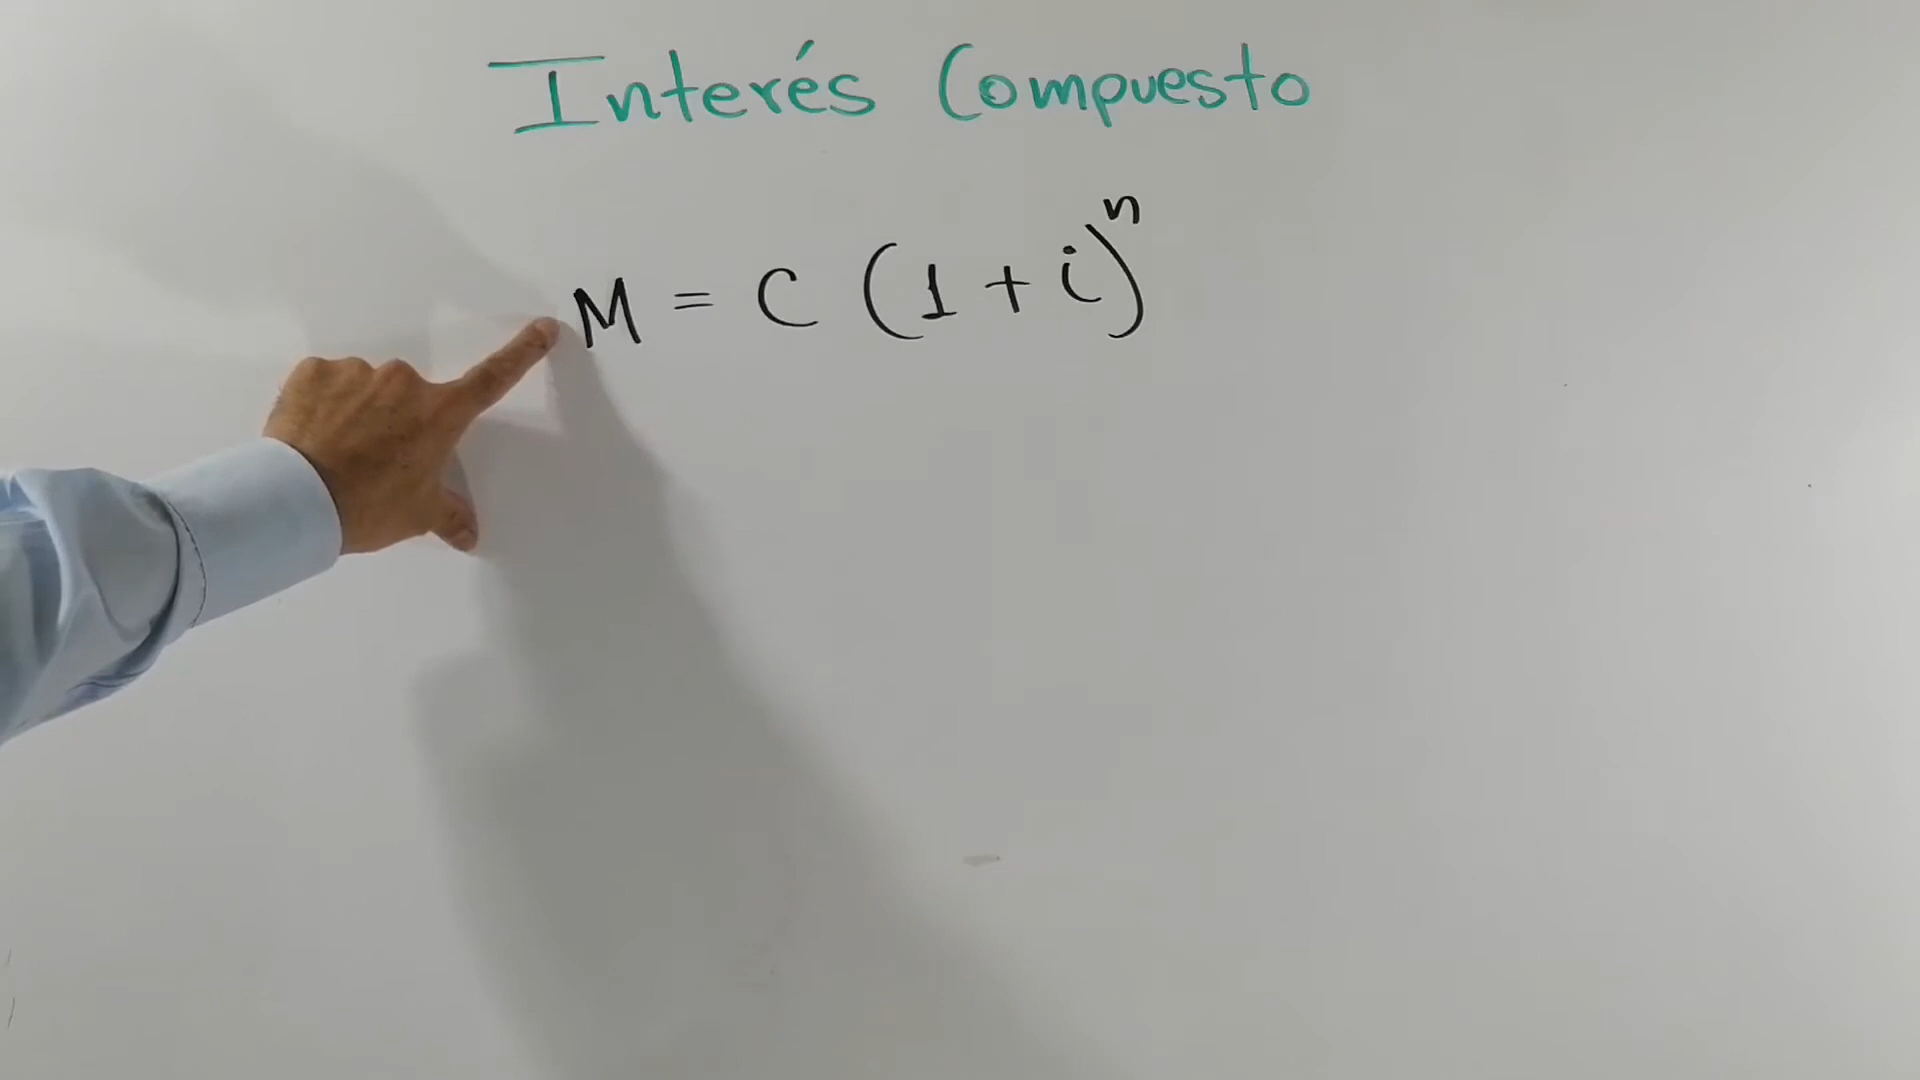 Interés Compuesto
M = C (1 + i)^n